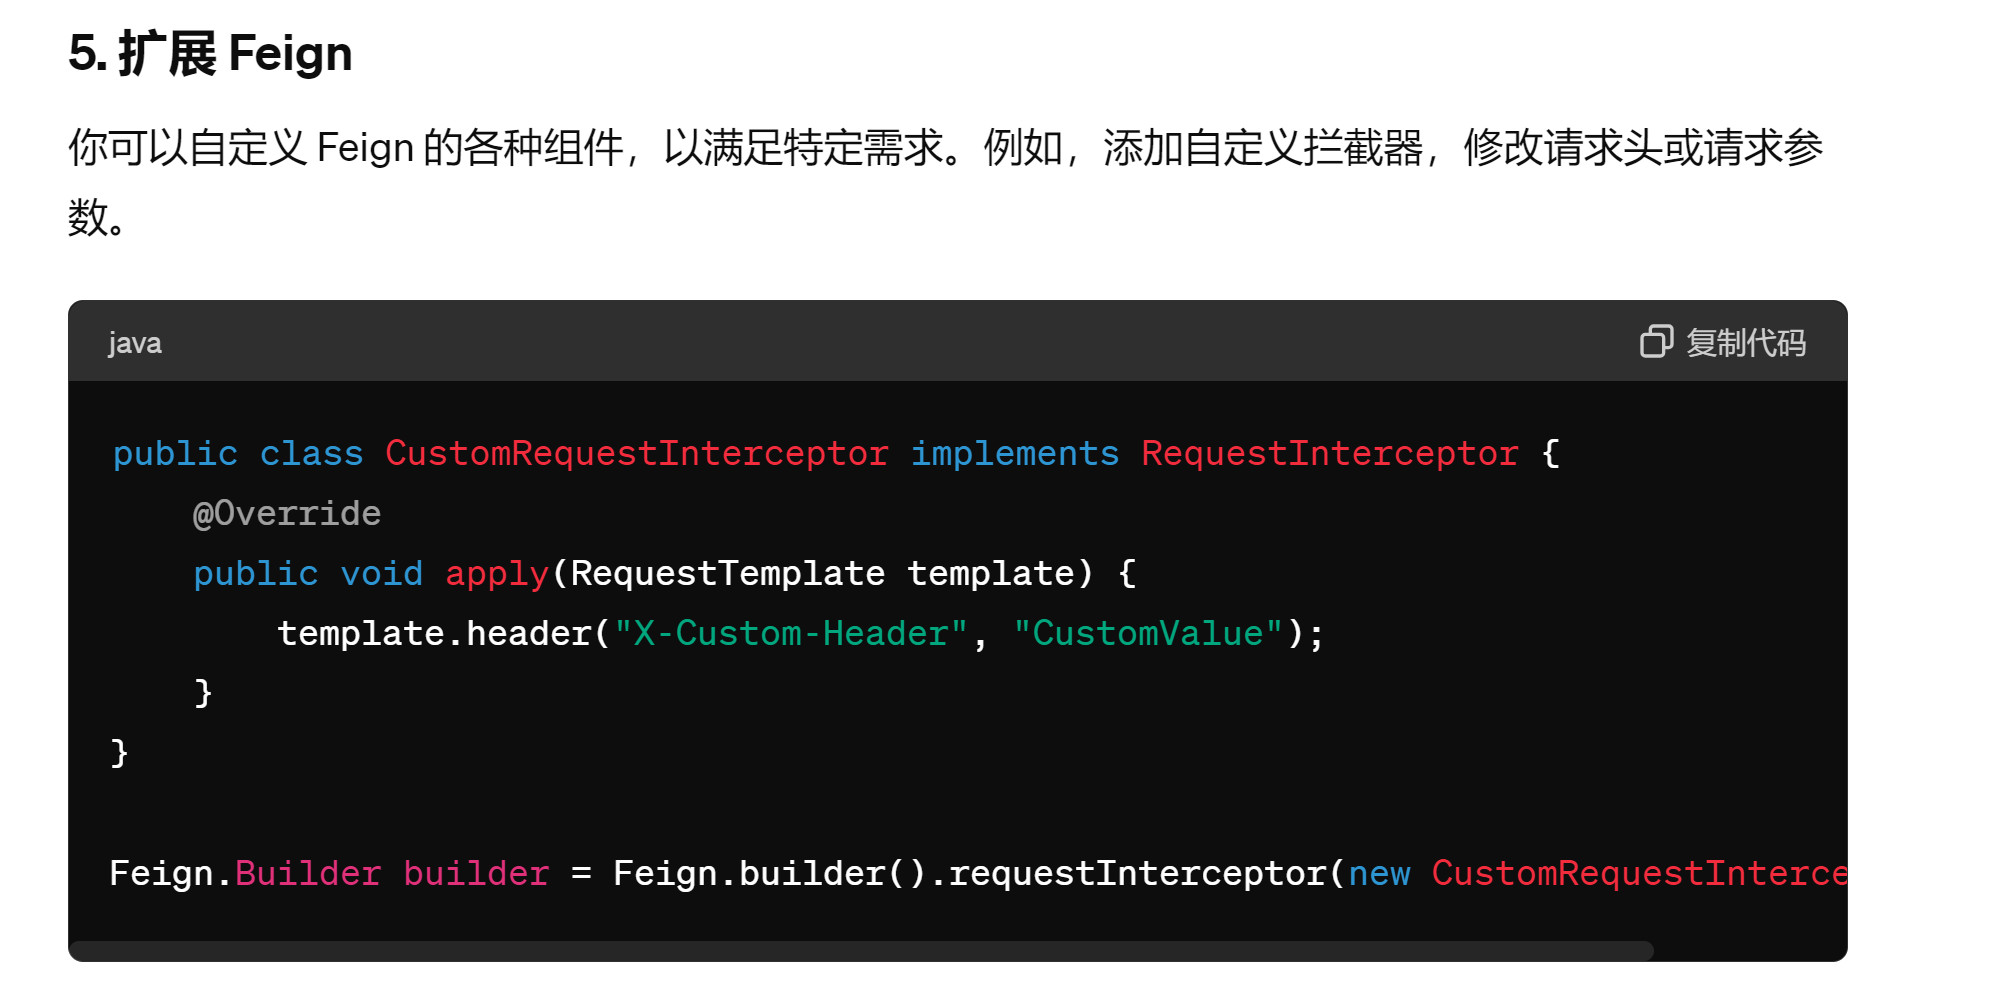 5. 扩展 Feign
你可以自定义 Feign 的各种组件，以满足特定需求。例如，添加自定义拦截器，修改请求头或请求参
数。
java
复制代码
public class CustomRequestInterceptor implements RequestInterceptor {
    @Override
    public void apply(RequestTemplate template) {
        template.header("X-Custom-Header", "CustomValue");
    }
}
Feign.Builder builder = Feign.builder().requestInterceptor(new CustomRequestInterce